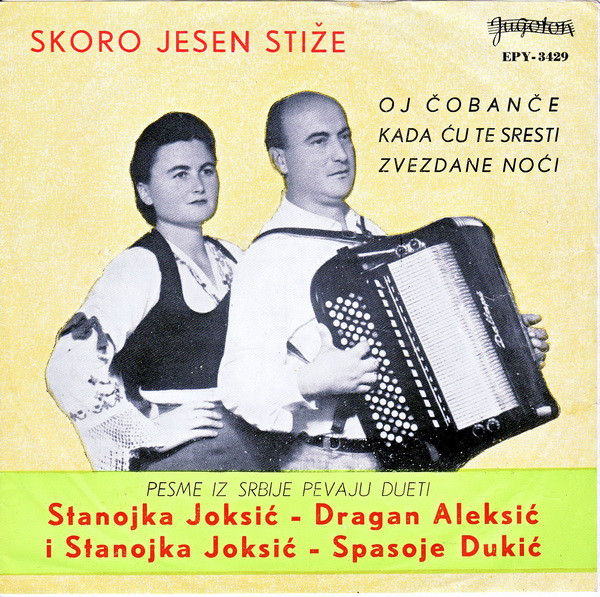 SKORO JESEN STIŽE
Jugoton
EPY-3429
OJ ČOBANČE
KADA ĆU TE SRESTI
ZVEZDANE NOĆI
Dallape
PESME IZ SRBIJE PEVAJU DUETI
Stanojka Joksić - Dragan Aleksić
i Stanojka Joksić - Spasoje Dukić